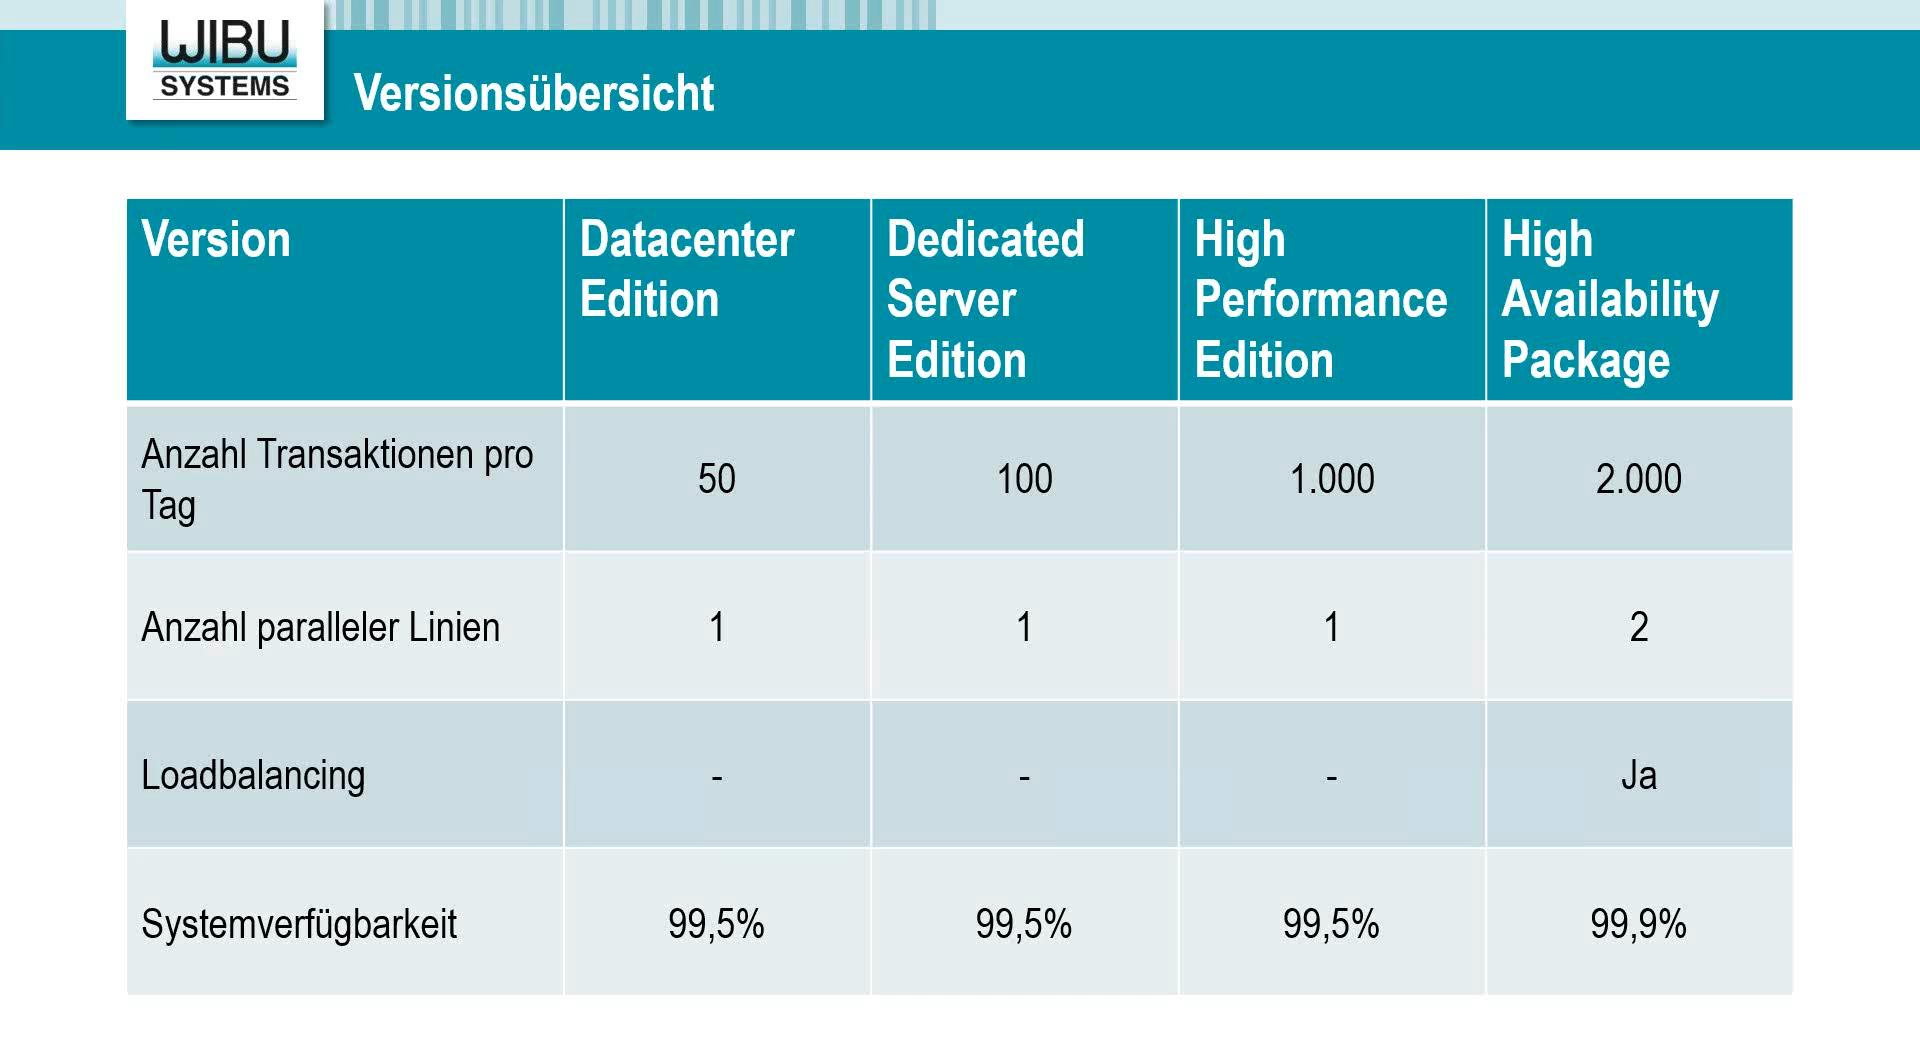 WIBU
SYSTEMS
Versionsübersicht
Version
Datacenter
Edition
Dedicated
Server
Edition
High
Performance
Edition
High
Availability
Package
Anzahl Transaktionen pro
Tag
50
100
1.000
2.000
Anzahl paralleler Linien
1
1
1
2
Loadbalancing
-
-
-
Ja
Systemverfügbarkeit
99,5%
99,5%
99,5%
99,9%